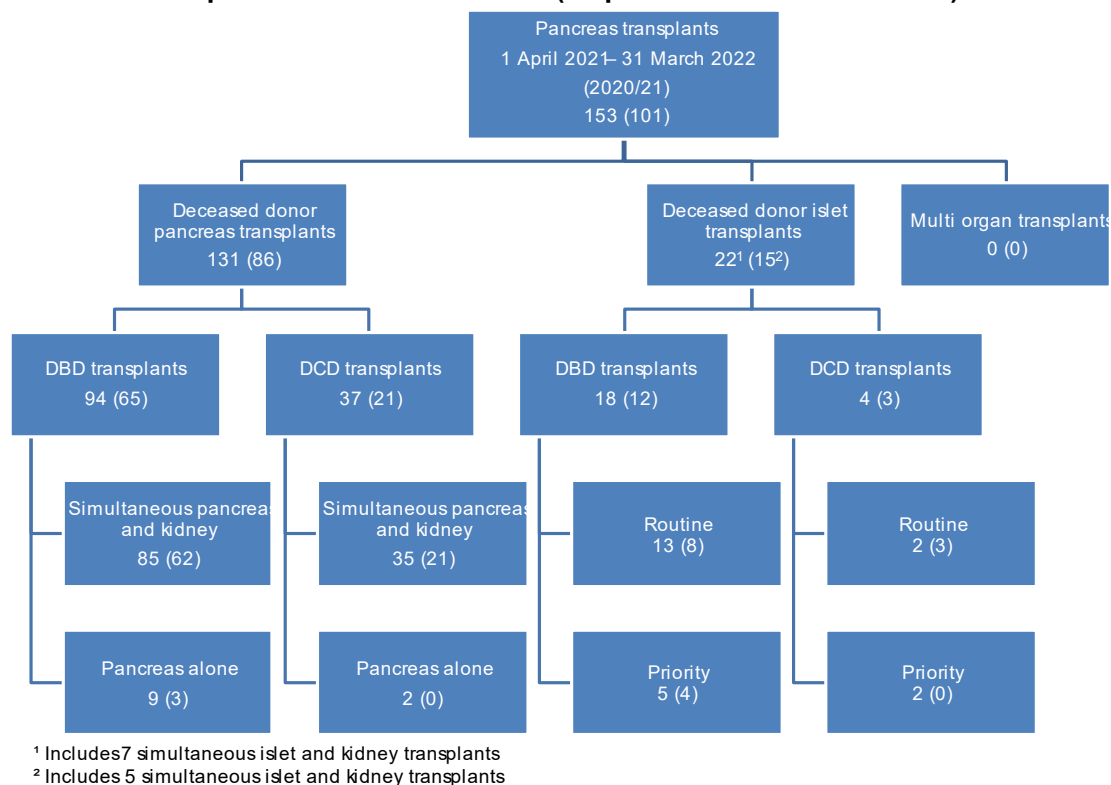 Pancreas transplants
1 April 2021– 31 March 2022
(2020/21)
153 (101)
Deceased donor
pancreas transplants
131 (86)
Deceased donor islet
transplants
22¹ (15²)
Multi organ transplants
0 (0)
DBD transplants
94 (65)
DCD transplants
37 (21)
DBD transplants
18 (12)
DCD transplants
4 (3)
Simultaneous pancreas
and kidney
85 (62)
Simultaneous pancreas
and kidney
35 (21)
Routine
13 (8)
Routine
2 (3)
Pancreas alone
9 (3)
Pancreas alone
2 (0)
Priority
5 (4)
Priority
2 (0)
¹ Includes 7 simultaneous islet and kidney transplants
² Includes 5 simultaneous islet and kidney transplants